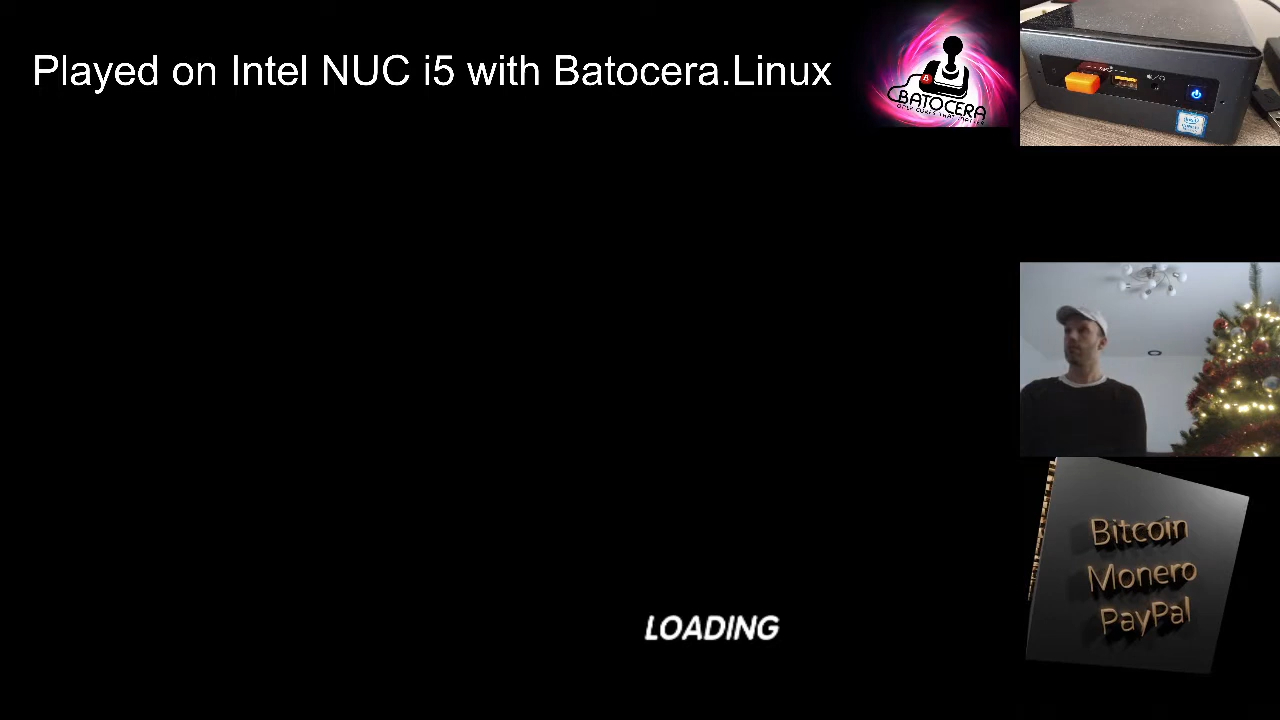 Played on Intel NUC i5 with Batocera.Linux
BATOCERA
LOADING
Bitcoin
Monero
PayPal